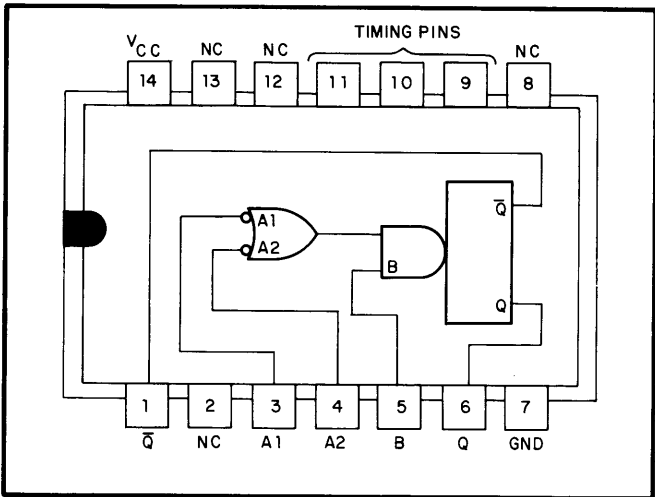 TIMING PINS
VCC NC NC NC
14 13 12 11 10 9 8
Q̅
A1
A2
B
Q
1 2 3 4 5 6 7
Q̅ NC A1 A2 B Q GND